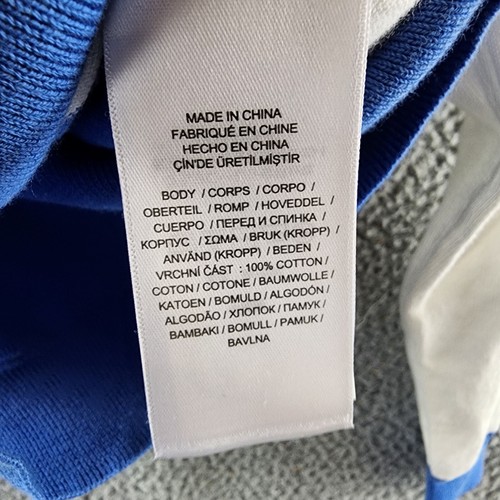 MADE IN CHINA
FABRIQUÉ EN CHINE
HECHO EN CHINA
ÇİN'DE ÜRETİLMİŞTİR
BODY / CORPS / CORPO /
OBERTEIL / ROMP / HOVEDDEL /
CUERPO / ПЕРЕД И СПИНКА /
КОРПУС / ΣΩΜΑ / BRUK (KROPP) /
ANVÄND (KROPP) / BEDEN /
VRCHNÍ ČÁST : 100% COTTON /
COTON / COTONE / BAUMWOLLE /
KATOEN / BOMULD / ALGODÓN /
ALGODÃO / ХЛОПОК / ПАМУК /
BAMBAKI / BOMULL / PAMUK /
BAVLNA